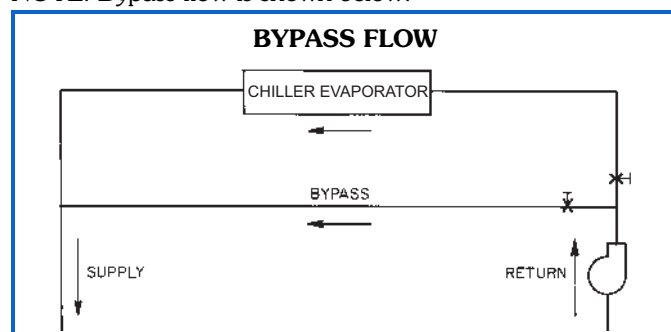 NOTE: Bypass flow is shown below.
BYPASS FLOW
CHILLER EVAPORATOR
BYPASS
SUPPLY
RETURN